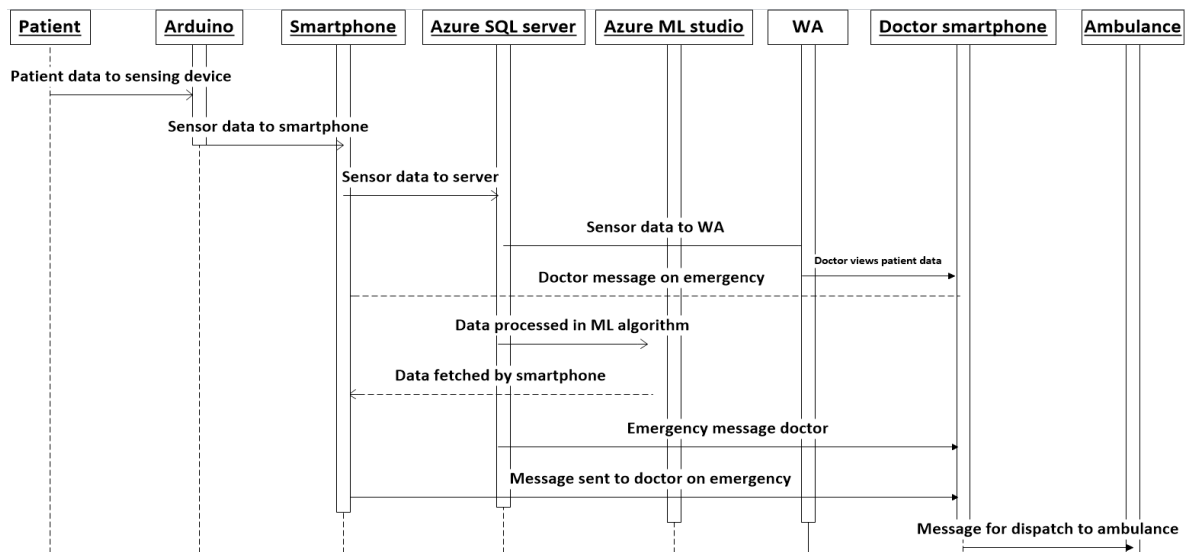 Patient
Arduino
Smartphone
Azure SQL server
Azure ML studio
WA
Doctor smartphone
Ambulance
Patient data to sensing device
Sensor data to smartphone
Sensor data to server
Sensor data to WA
Doctor views patient data
Doctor message on emergency
Data processed in ML algorithm
Data fetched by smartphone
Emergency message doctor
Message sent to doctor on emergency
Message for dispatch to ambulance